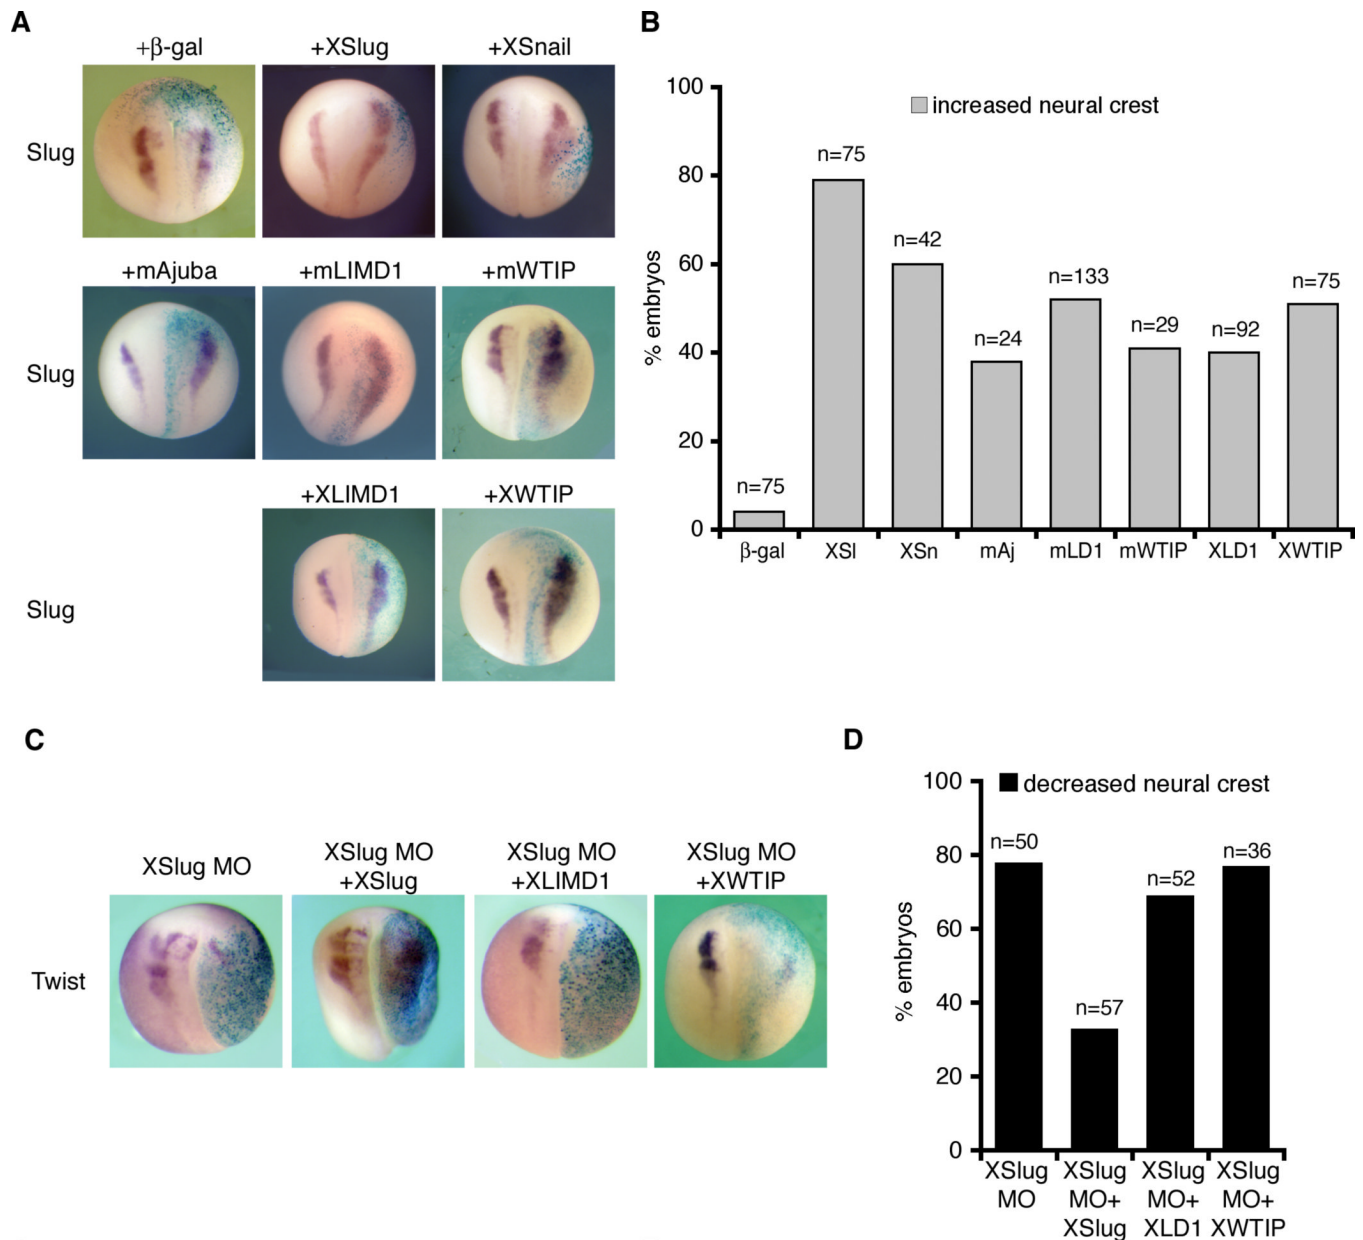 A
+β-gal
+XSlug
+XSnail
Slug
+mAjuba
+mLIMD1
+mWTIP
Slug
+XLIMD1
+XWTIP
Slug
B
100
80
60
40
20
0
% embryos
increased neural crest
n=75
n=75
n=42
n=24
n=133
n=29
n=92
n=75
β-gal
XSl
XSn
mAj
mLD1
mWTIP
XLD1
XWTIP
C
XSlug MO
XSlug MO
+XSlug
XSlug MO
+XLIMD1
XSlug MO
+XWTIP
Twist
D
100
80
60
40
20
0
% embryos
decreased neural crest
n=50
n=57
n=52
n=36
XSlug
MO
XSlug
MO+
XSlug
XSlug
MO+
XLD1
XSlug
MO+
XWTIP